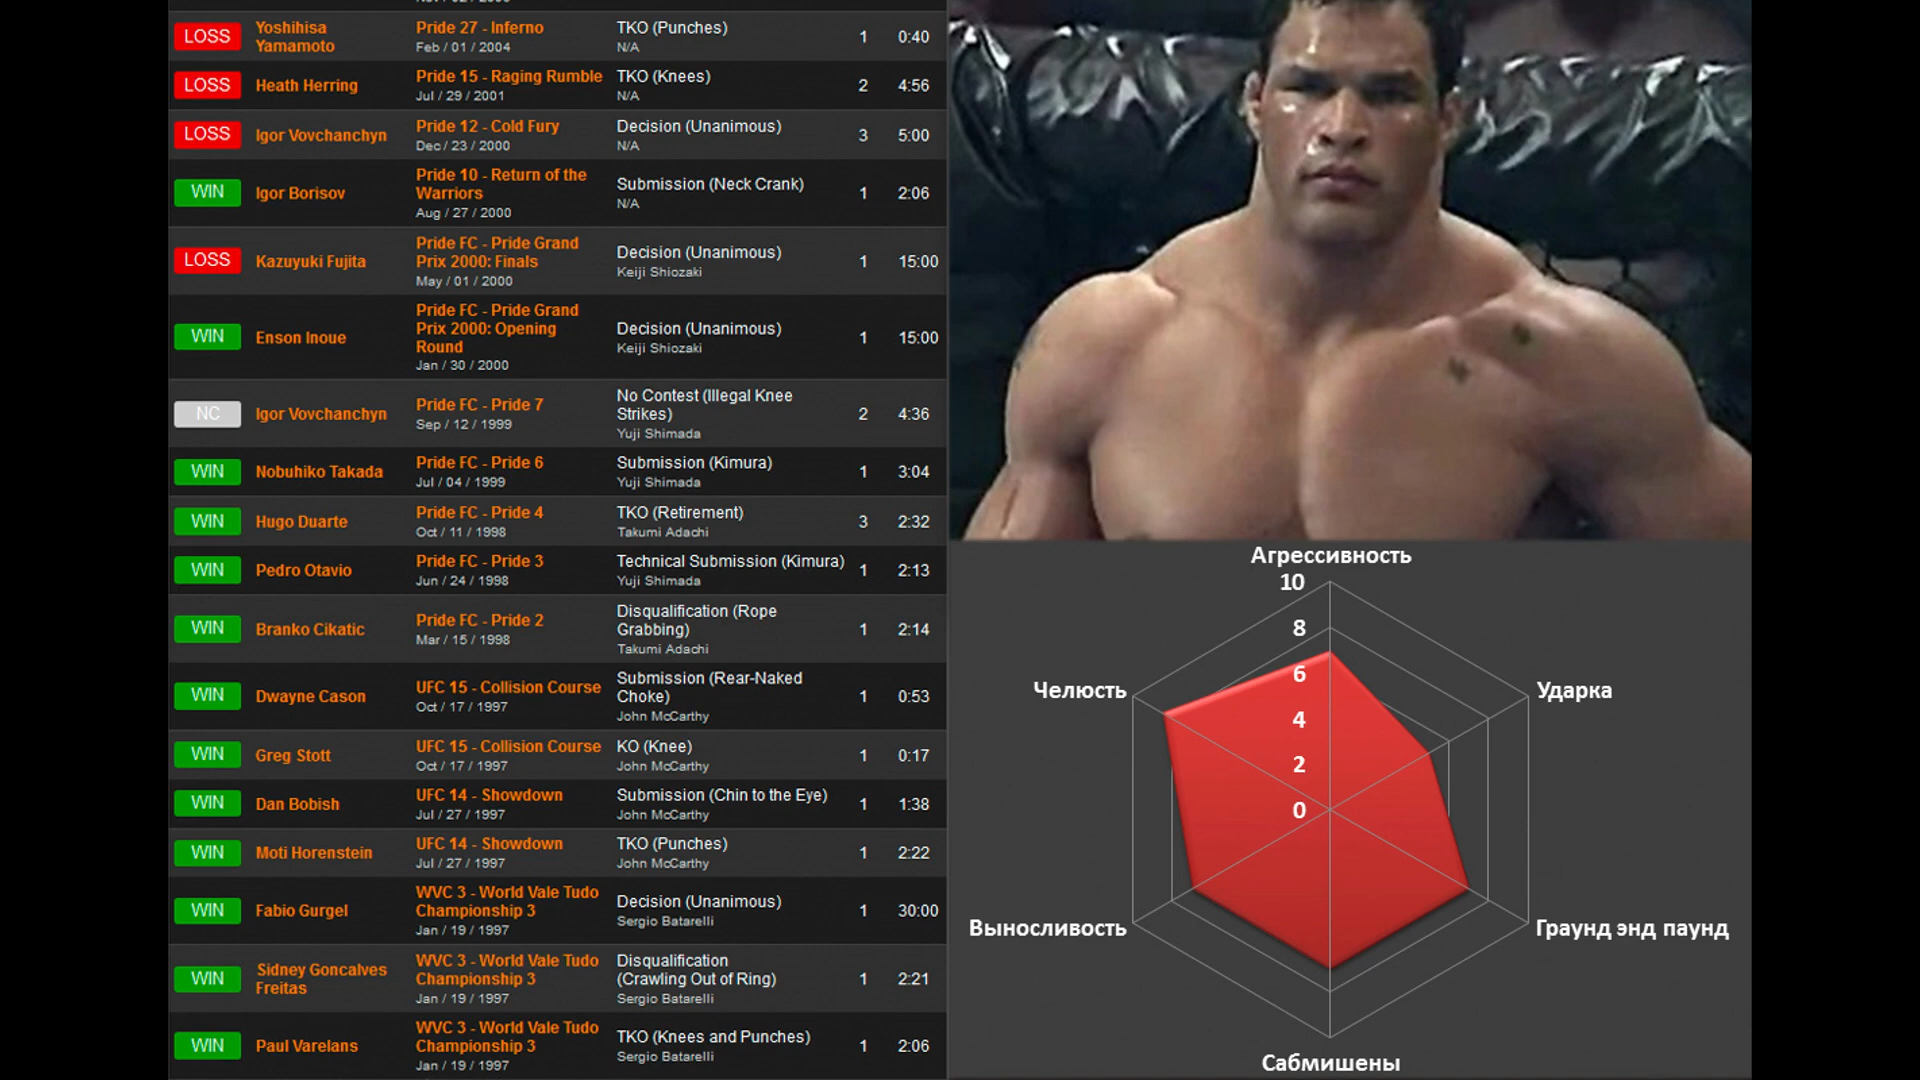 LOSS
Yoshihisa
Yamamoto
Pride 27 - Inferno
Feb / 01 / 2004
TKO (Punches)
N/A
1
0:40
LOSS
Heath Herring
Pride 15 - Raging Rumble
Jul / 29 / 2001
TKO (Knees)
N/A
2
4:56
LOSS
Igor Vovchanchyn
Pride 12 - Cold Fury
Dec / 23 / 2000
Decision (Unanimous)
N/A
3
5:00
WIN
Igor Borisov
Pride 10 - Return of the
Warriors
Aug / 27 / 2000
Submission (Neck Crank)
N/A
1
2:06
LOSS
Kazuyuki Fujita
Pride FC - Pride Grand
Prix 2000: Finals
May / 01 / 2000
Decision (Unanimous)
Keiji Shiozaki
1
15:00
WIN
Enson Inoue
Pride FC - Pride Grand
Prix 2000: Opening
Round
Jan / 30 / 2000
Decision (Unanimous)
Keiji Shiozaki
1
15:00
NC
Igor Vovchanchyn
Pride FC - Pride 7
Sep / 12 / 1999
No Contest (Illegal Knee
Strikes)
Yuji Shimada
2
4:36
WIN
Nobuhiko Takada
Pride FC - Pride 6
Jul / 04 / 1999
Submission (Kimura)
Yuji Shimada
1
3:04
WIN
Hugo Duarte
Pride FC - Pride 4
Oct / 11 / 1998
TKO (Retirement)
Takumi Adachi
3
2:32
WIN
Pedro Otavio
Pride FC - Pride 3
Jun / 24 / 1998
Technical Submission (Kimura)
Yuji Shimada
1
2:13
WIN
Branko Cikatic
Pride FC - Pride 2
Mar / 15 / 1998
Disqualification (Rope
Grabbing)
Takumi Adachi
1
2:14
WIN
Dwayne Cason
UFC 15 - Collision Course
Oct / 17 / 1997
Submission (Rear-Naked
Choke)
John McCarthy
1
0:53
WIN
Greg Stott
UFC 15 - Collision Course
Oct / 17 / 1997
KO (Knee)
John McCarthy
1
0:17
WIN
Dan Bobish
UFC 14 - Showdown
Jul / 27 / 1997
Submission (Chin to the Eye)
John McCarthy
1
1:38
WIN
Moti Horenstein
UFC 14 - Showdown
Jul / 27 / 1997
TKO (Punches)
John McCarthy
1
2:22
WIN
Fabio Gurgel
WVC 3 - World Vale Tudo
Championship 3
Jan / 19 / 1997
Decision (Unanimous)
Sergio Batarelli
1
30:00
WIN
Sidney Goncalves
Freitas
WVC 3 - World Vale Tudo
Championship 3
Jan / 19 / 1997
Disqualification
(Crawling Out of Ring)
Sergio Batarelli
1
2:21
WIN
Paul Varelans
WVC 3 - World Vale Tudo
Championship 3
Jan / 19 / 1997
TKO (Knees and Punches)
Sergio Batarelli
1
2:06
Агрессивность
10
8
6
4
2
0
Челюсть
Ударка
Выносливость
Граунд энд паунд
Сабмишены